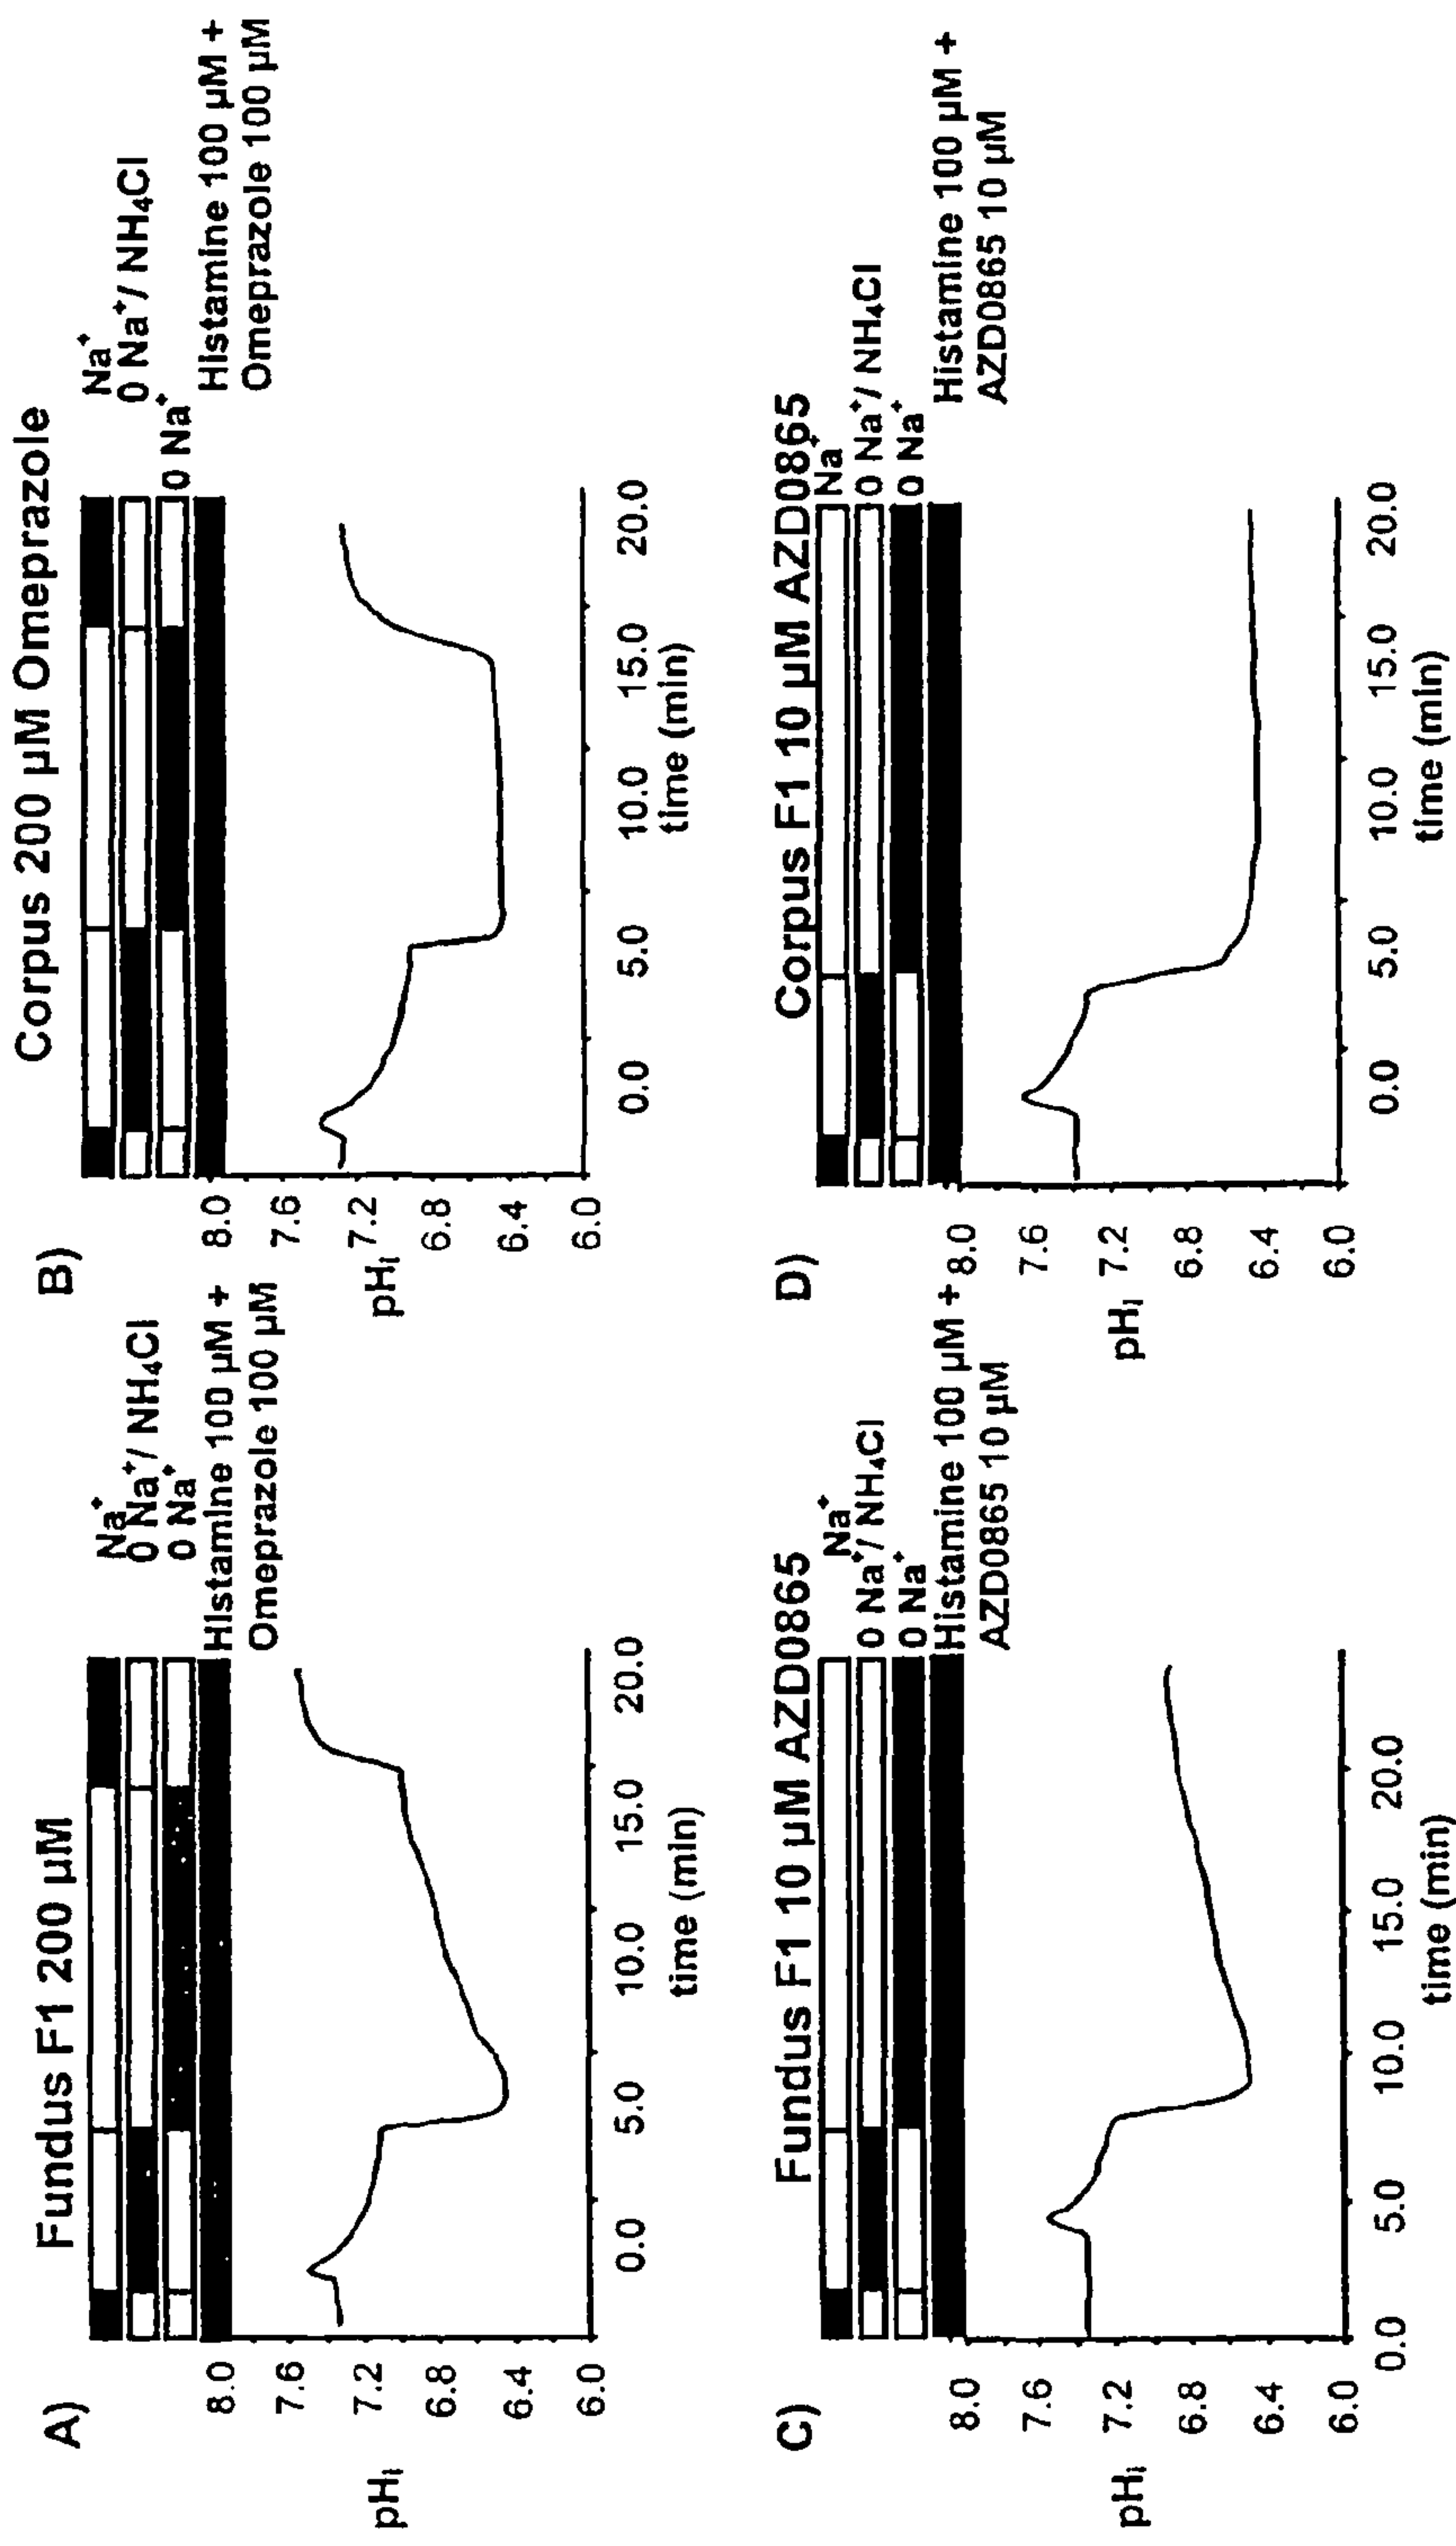 A)
Fundus F1 200 µM
Na+
0 Na+/ NH4Cl
0 Na+
Histamine 100 µM +
Omeprazole 100 µM
8.0
7.6
7.2
6.8
6.4
6.0
pHi
0.0 5.0 10.0 15.0 20.0
time (min)
B)
Corpus 200 µM Omeprazole
Na+
0 Na+/ NH4Cl
0 Na+
Histamine 100 µM +
Omeprazole 100 µM
8.0
7.6
7.2
6.8
6.4
6.0
pHi
0.0 5.0 10.0 15.0 20.0
time (min)
C)
Fundus F1 10 µM AZD0865
Na+
0 Na+/ NH4Cl
0 Na+
Histamine 100 µM +
AZD0865 10 µM
8.0
7.6
7.2
6.8
6.4
6.0
pHi
0.0 5.0 10.0 15.0 20.0
time (min)
D)
Corpus F1 10 µM AZD0865
Na+
0 Na+/ NH4Cl
0 Na+
Histamine 100 µM +
AZD0865 10 µM
8.0
7.6
7.2
6.8
6.4
6.0
pHi
0.0 5.0 10.0 15.0 20.0
time (min)